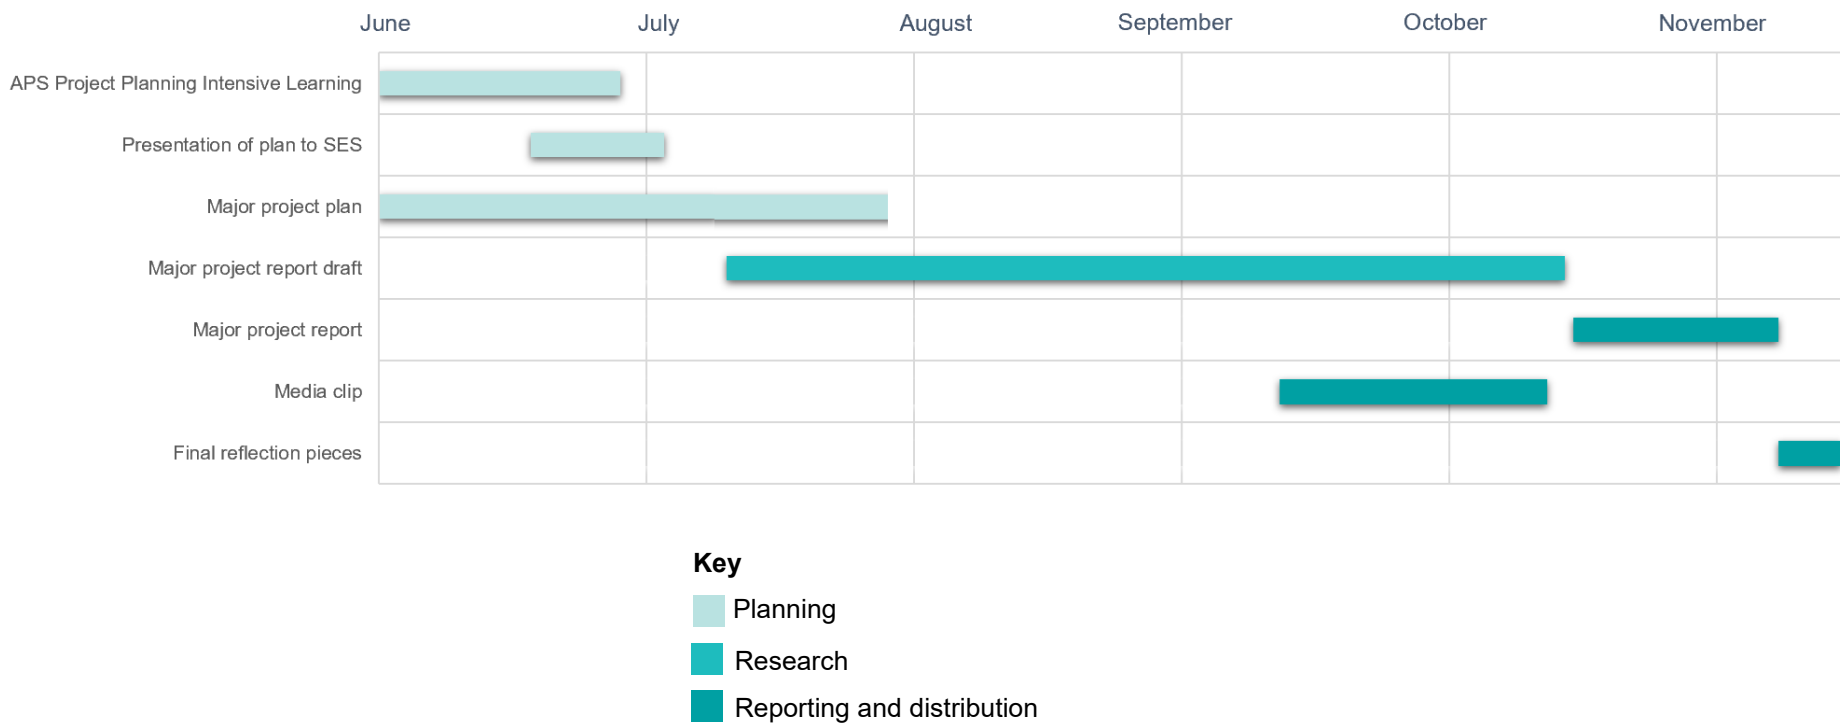 June July August September October November
APS Project Planning Intensive Learning
Presentation of plan to SES
Major project plan
Major project report draft
Major project report
Media clip
Final reflection pieces
Key
Planning
Research
Reporting and distribution